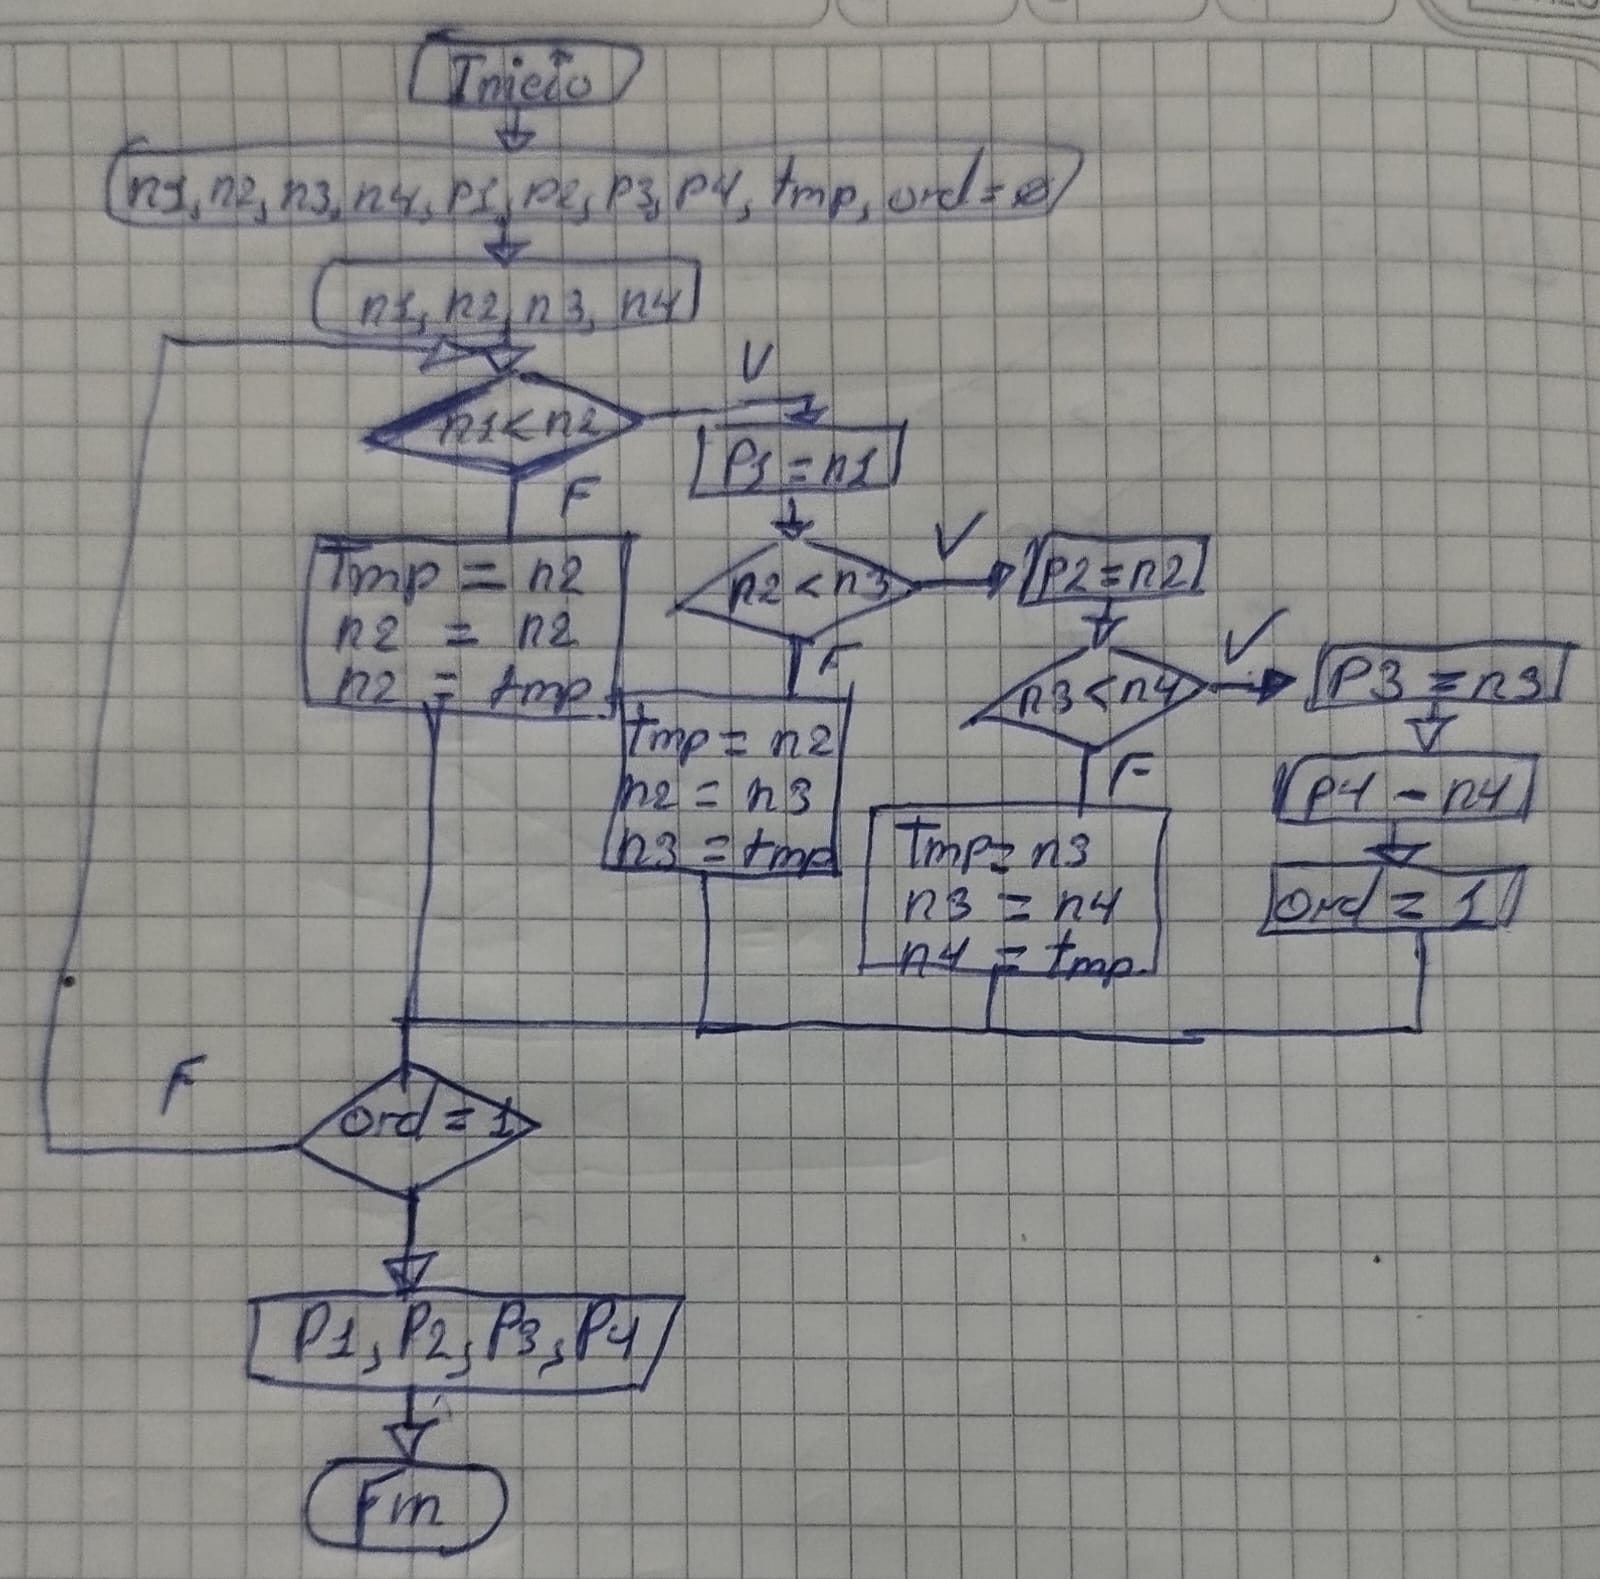 Inicio
n1, n2, n3, n4, P1, P2, P3, P4, tmp, ord=0
n1, n2, n3, n4
n1 < n2
V
P1 = n1
F
Tmp = n2
n2 = n2
n2 = tmp
n2 < n3
V
P2 = n2
F
tmp = n2
n2 = n3
n3 = tmp
n3 < n4
V
P3 = n3
P4 - n4
Ord = 1
F
Tmp = n3
n3 = n4
n4 = tmp
F
ord = 1
P1, P2, P3, P4
Fin